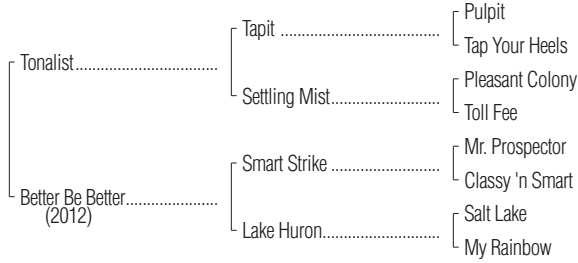 Pulpit
Tapit ................................
Tap Your Heels
Tonalist................................
Pleasant Colony
Settling Mist........................
Toll Fee
Mr. Prospector
Smart Strike ........................
Classy 'n Smart
Better Be Better....................
(2012)
Salt Lake
Lake Huron..........................
My Rainbow